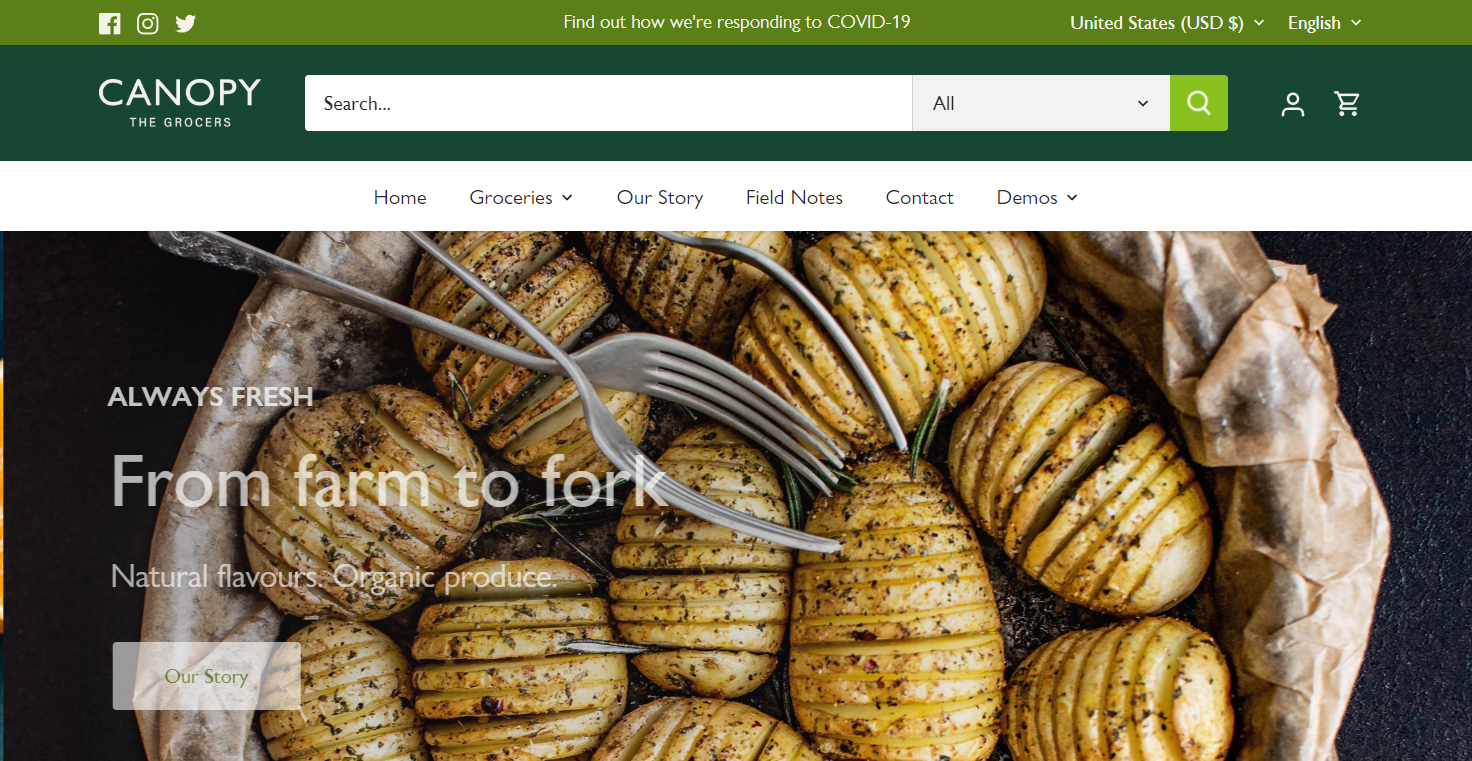 Find out how we're responding to COVID-19
United States (USD $)
English
CANOPY
THE GROCERS
Search...
All
Home
Groceries
Our Story
Field Notes
Contact
Demos
ALWAYS FRESH
From farm to fork
Natural flavours. Organic produce.
Our Story